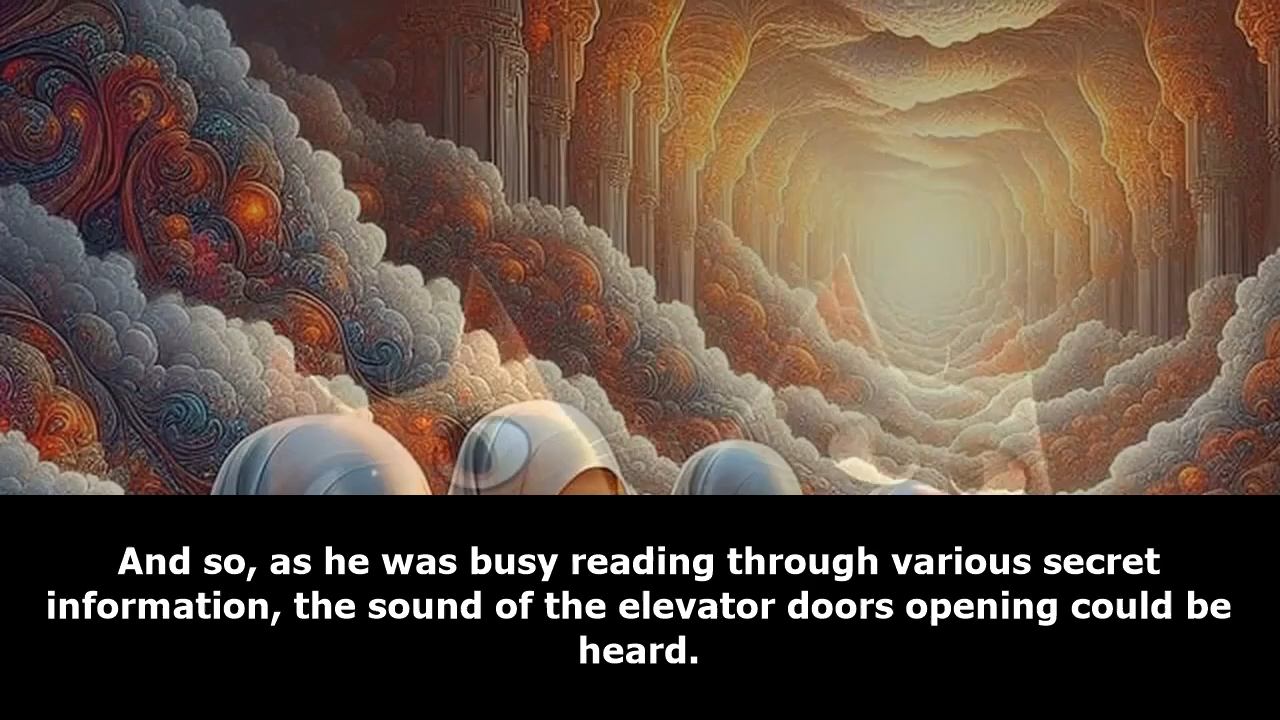 And so, as he was busy reading through various secret
information, the sound of the elevator doors opening could be
heard.